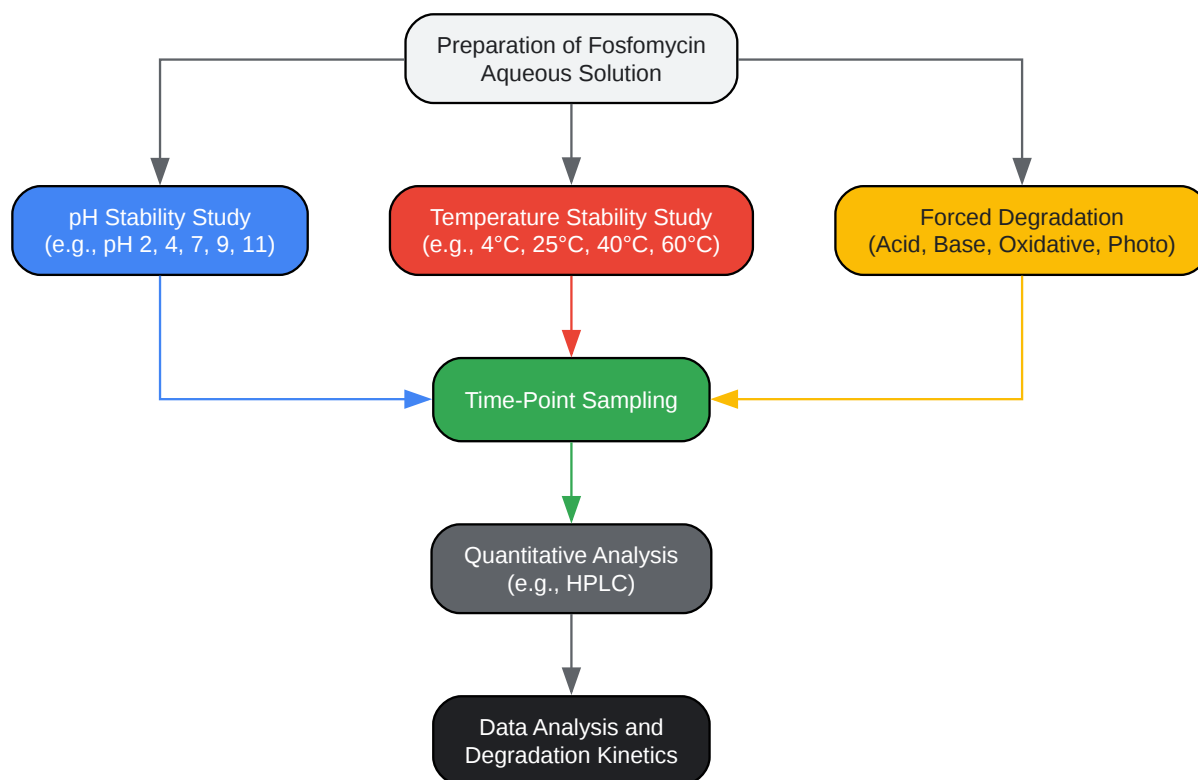 Preparation of Fosfomycin
Aqueous Solution
pH Stability Study
(e.g., pH 2, 4, 7, 9, 11)
Temperature Stability Study
(e.g., 4°C, 25°C, 40°C, 60°C)
Forced Degradation
(Acid, Base, Oxidative, Photo)
Time-Point Sampling
Quantitative Analysis
(e.g., HPLC)
Data Analysis and
Degradation Kinetics